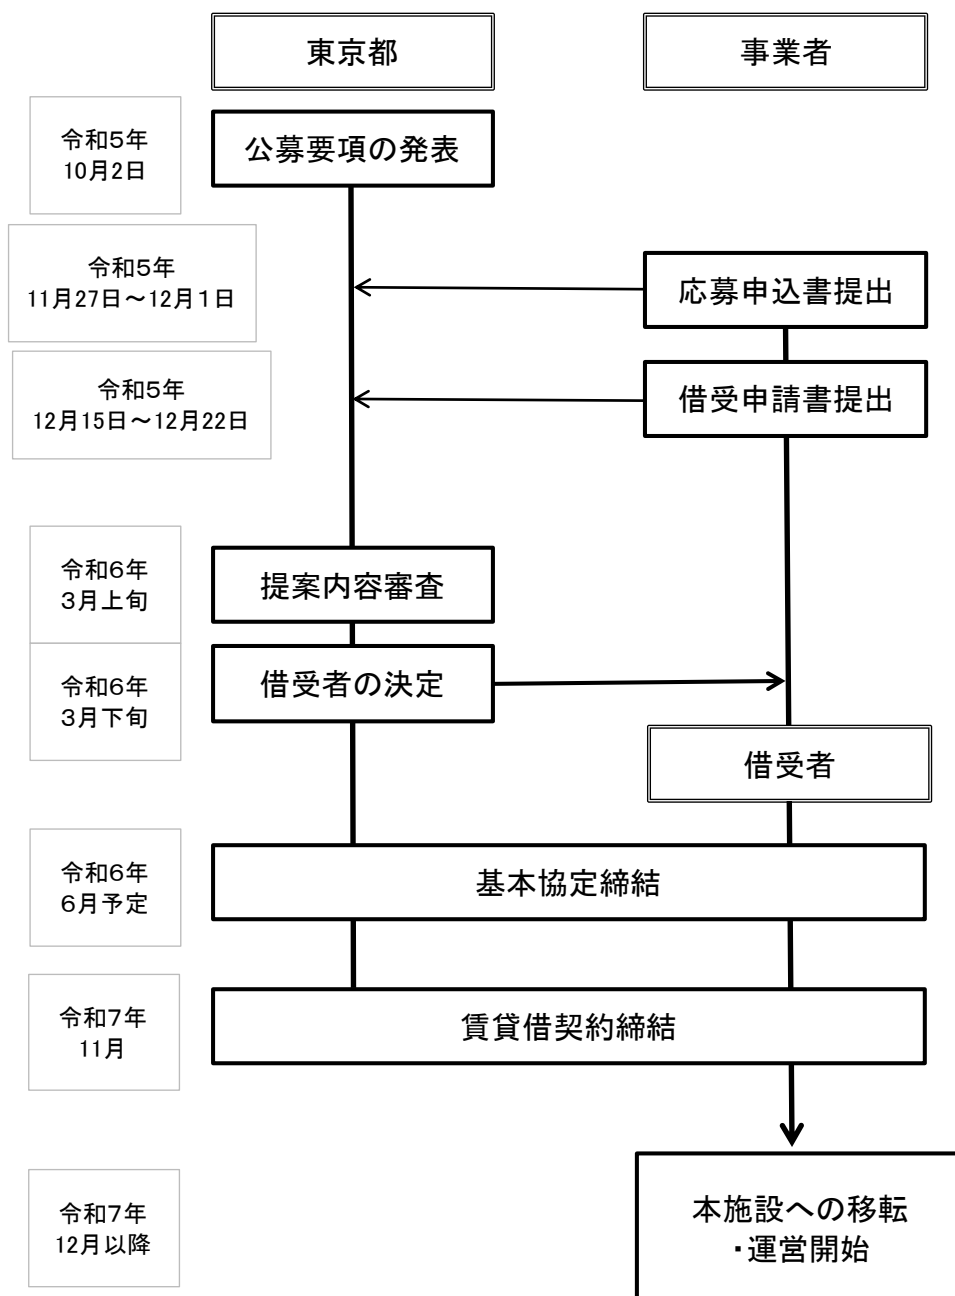 東京都
事業者
令和5年
10月2日
公募要項の発表
令和5年
11月27日～12月1日
応募申込書提出
令和5年
12月15日～12月22日
借受申請書提出
令和6年
3月上旬
提案内容審査
令和6年
3月下旬
借受者の決定
借受者
令和6年
6月予定
基本協定締結
令和7年
11月
賃貸借契約締結
令和7年
12月以降
本施設への移転
・運営開始